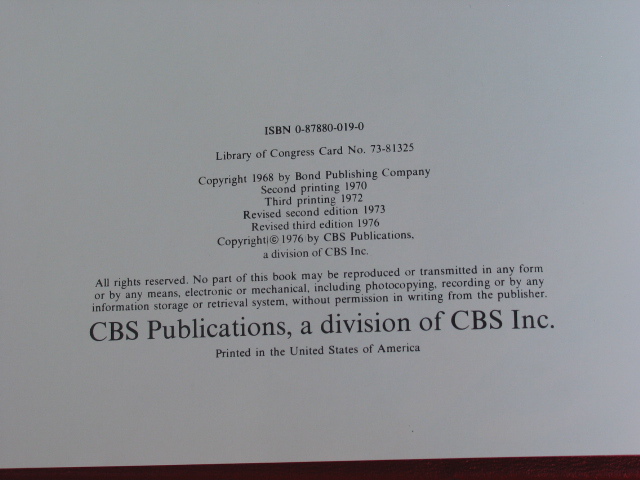 ISBN 0-87880-019-0
Library of Congress Card No. 73-81325
Copyright 1968 by Bond Publishing Company
Second printing 1970
Third printing 1972
Revised second edition 1973
Revised third edition 1976
Copyright © 1976 by CBS Publications,
a division of CBS Inc.
All rights reserved. No part of this book may be reproduced or transmitted in any form
or by any means, electronic or mechanical, including photocopying, recording or by any
information storage or retrieval system, without permission in writing from the publisher.
CBS Publications, a division of CBS Inc.
Printed in the United States of America